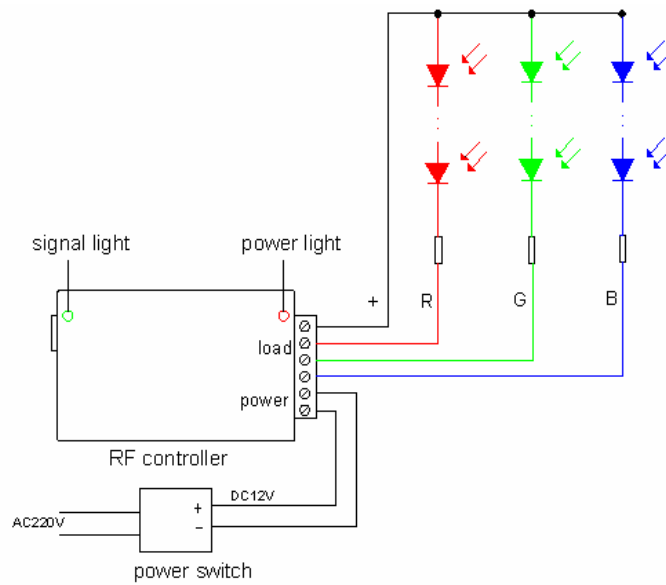 signal light
power light
+
R
G
B
load
power
RF controller
DC12V
+
AC220V
−
power switch